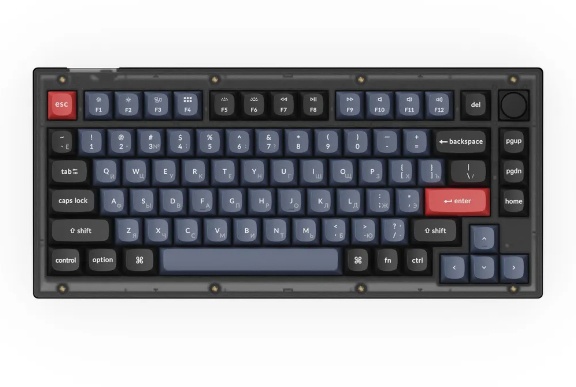 esc F1 F2 F3 F4 F5 F6 F7 F8 F9 F10 F11 F12 del
~ ! 1 @ 2 # 3 $ 4 % 5 ^ 6 & 7 * 8 ( 9 ) 0 - + = ← backspace pgup
tab Q W E R T Y U I O P { [ } ] | \ pgdn
caps lock A S D F G H J K L : ; " ' ↵ enter home
⇧ shift Z X C V B N M < , > . ? / ⇧ shift ^
control option ⌘ ⌘ fn ctrl < ⌄ >